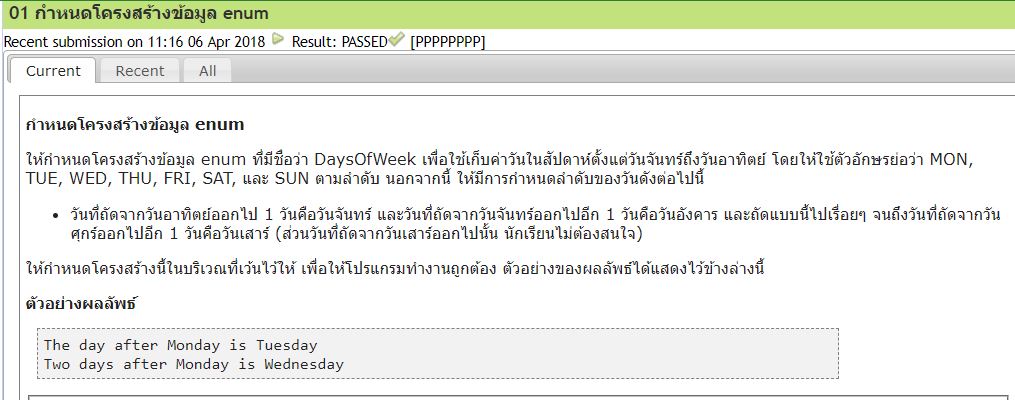 01 กำหนดโครงสร้างข้อมูล enum
Recent submission on 11:16 06 Apr 2018 Result: PASSED [PPPPPPPP]
Current Recent All
กำหนดโครงสร้างข้อมูล enum
ให้กำหนดโครงสร้างข้อมูล enum ที่มีชื่อว่า DaysOfWeek เพื่อใช้เก็บค่าวันในสัปดาห์ตั้งแต่วันจันทร์ถึงวันอาทิตย์ โดยให้ใช้ตัวอักษรย่อว่า MON,
TUE, WED, THU, FRI, SAT, และ SUN ตามลำดับ นอกจากนี้ ให้มีการกำหนดลำดับของวันดังต่อไปนี้
• วันที่ถัดจากวันอาทิตย์ออกไป 1 วันคือวันจันทร์ และวันที่ถัดจากวันจันทร์ออกไปอีก 1 วันคือวันอังคาร และถัดแบบนี้ไปเรื่อยๆ จนถึงวันที่ถัดจากวัน
ศุกร์ออกไปอีก 1 วันคือวันเสาร์ (ส่วนวันที่ถัดจากวันเสาร์ออกไปนั้น นักเรียนไม่ต้องสนใจ)
ให้กำหนดโครงสร้างนี้ในบริเวณที่เว้นไว้ให้ เพื่อให้โปรแกรมทำงานถูกต้อง ตัวอย่างของผลลัพธ์ได้แสดงไว้ข้างล่างนี้
ตัวอย่างผลลัพธ์
The day after Monday is Tuesday
Two days after Monday is Wednesday